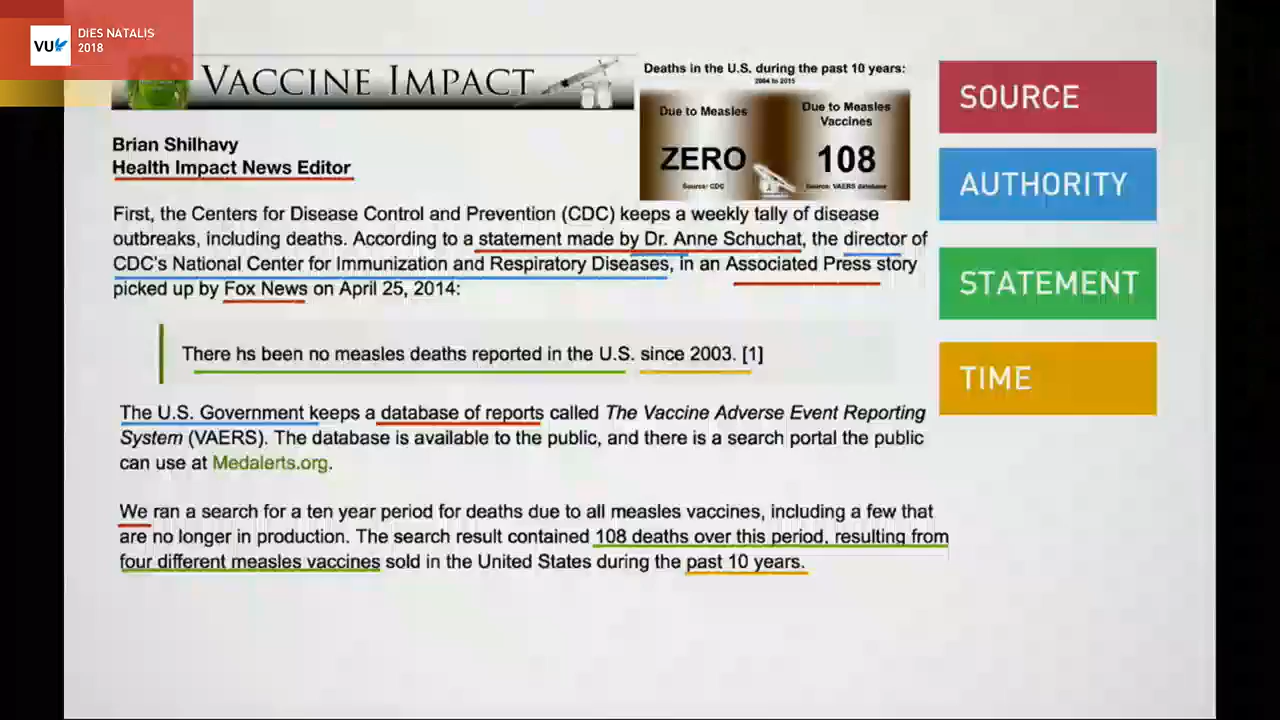 DIES NATALIS
VU 2018
VACCINE IMPACT
Deaths in the U.S. during the past 10 years:
2004 to 2015
Due to Measles
ZERO
Source: CDC
Due to Measles
Vaccines
108
Source: VAERS database
Brian Shilhavy
Health Impact News Editor
First, the Centers for Disease Control and Prevention (CDC) keeps a weekly tally of disease
outbreaks, including deaths. According to a statement made by Dr. Anne Schuchat, the director of
CDC's National Center for Immunization and Respiratory Diseases, in an Associated Press story
picked up by Fox News on April 25, 2014:
There hs been no measles deaths reported in the U.S. since 2003. [1]
The U.S. Government keeps a database of reports called The Vaccine Adverse Event Reporting
System (VAERS). The database is available to the public, and there is a search portal the public
can use at Medalerts.org.
We ran a search for a ten year period for deaths due to all measles vaccines, including a few that
are no longer in production. The search result contained 108 deaths over this period, resulting from
four different measles vaccines sold in the United States during the past 10 years.
SOURCE
AUTHORITY
STATEMENT
TIME